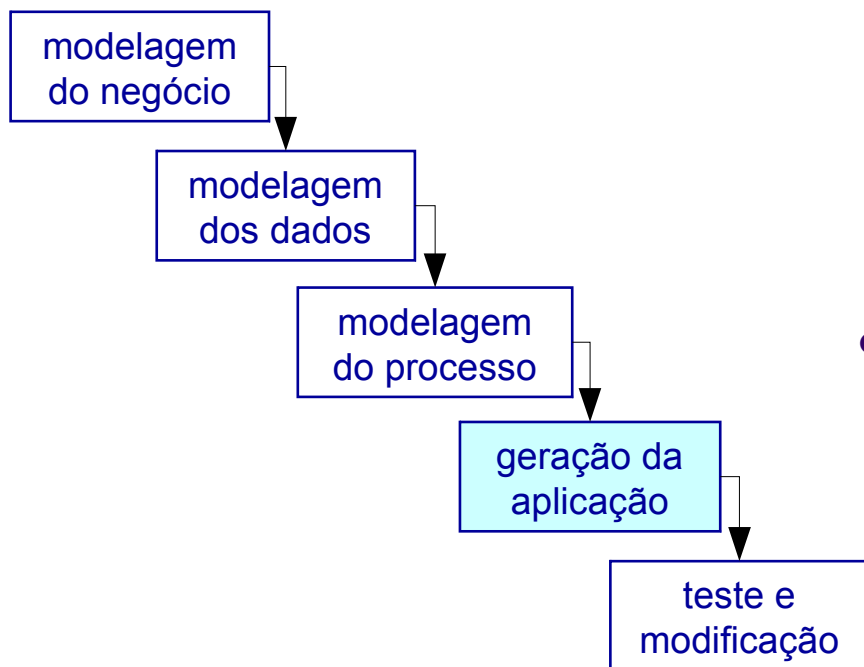 modelagem
do negócio
modelagem
dos dados
modelagem
do processo
geração da
aplicação
teste e
modificação